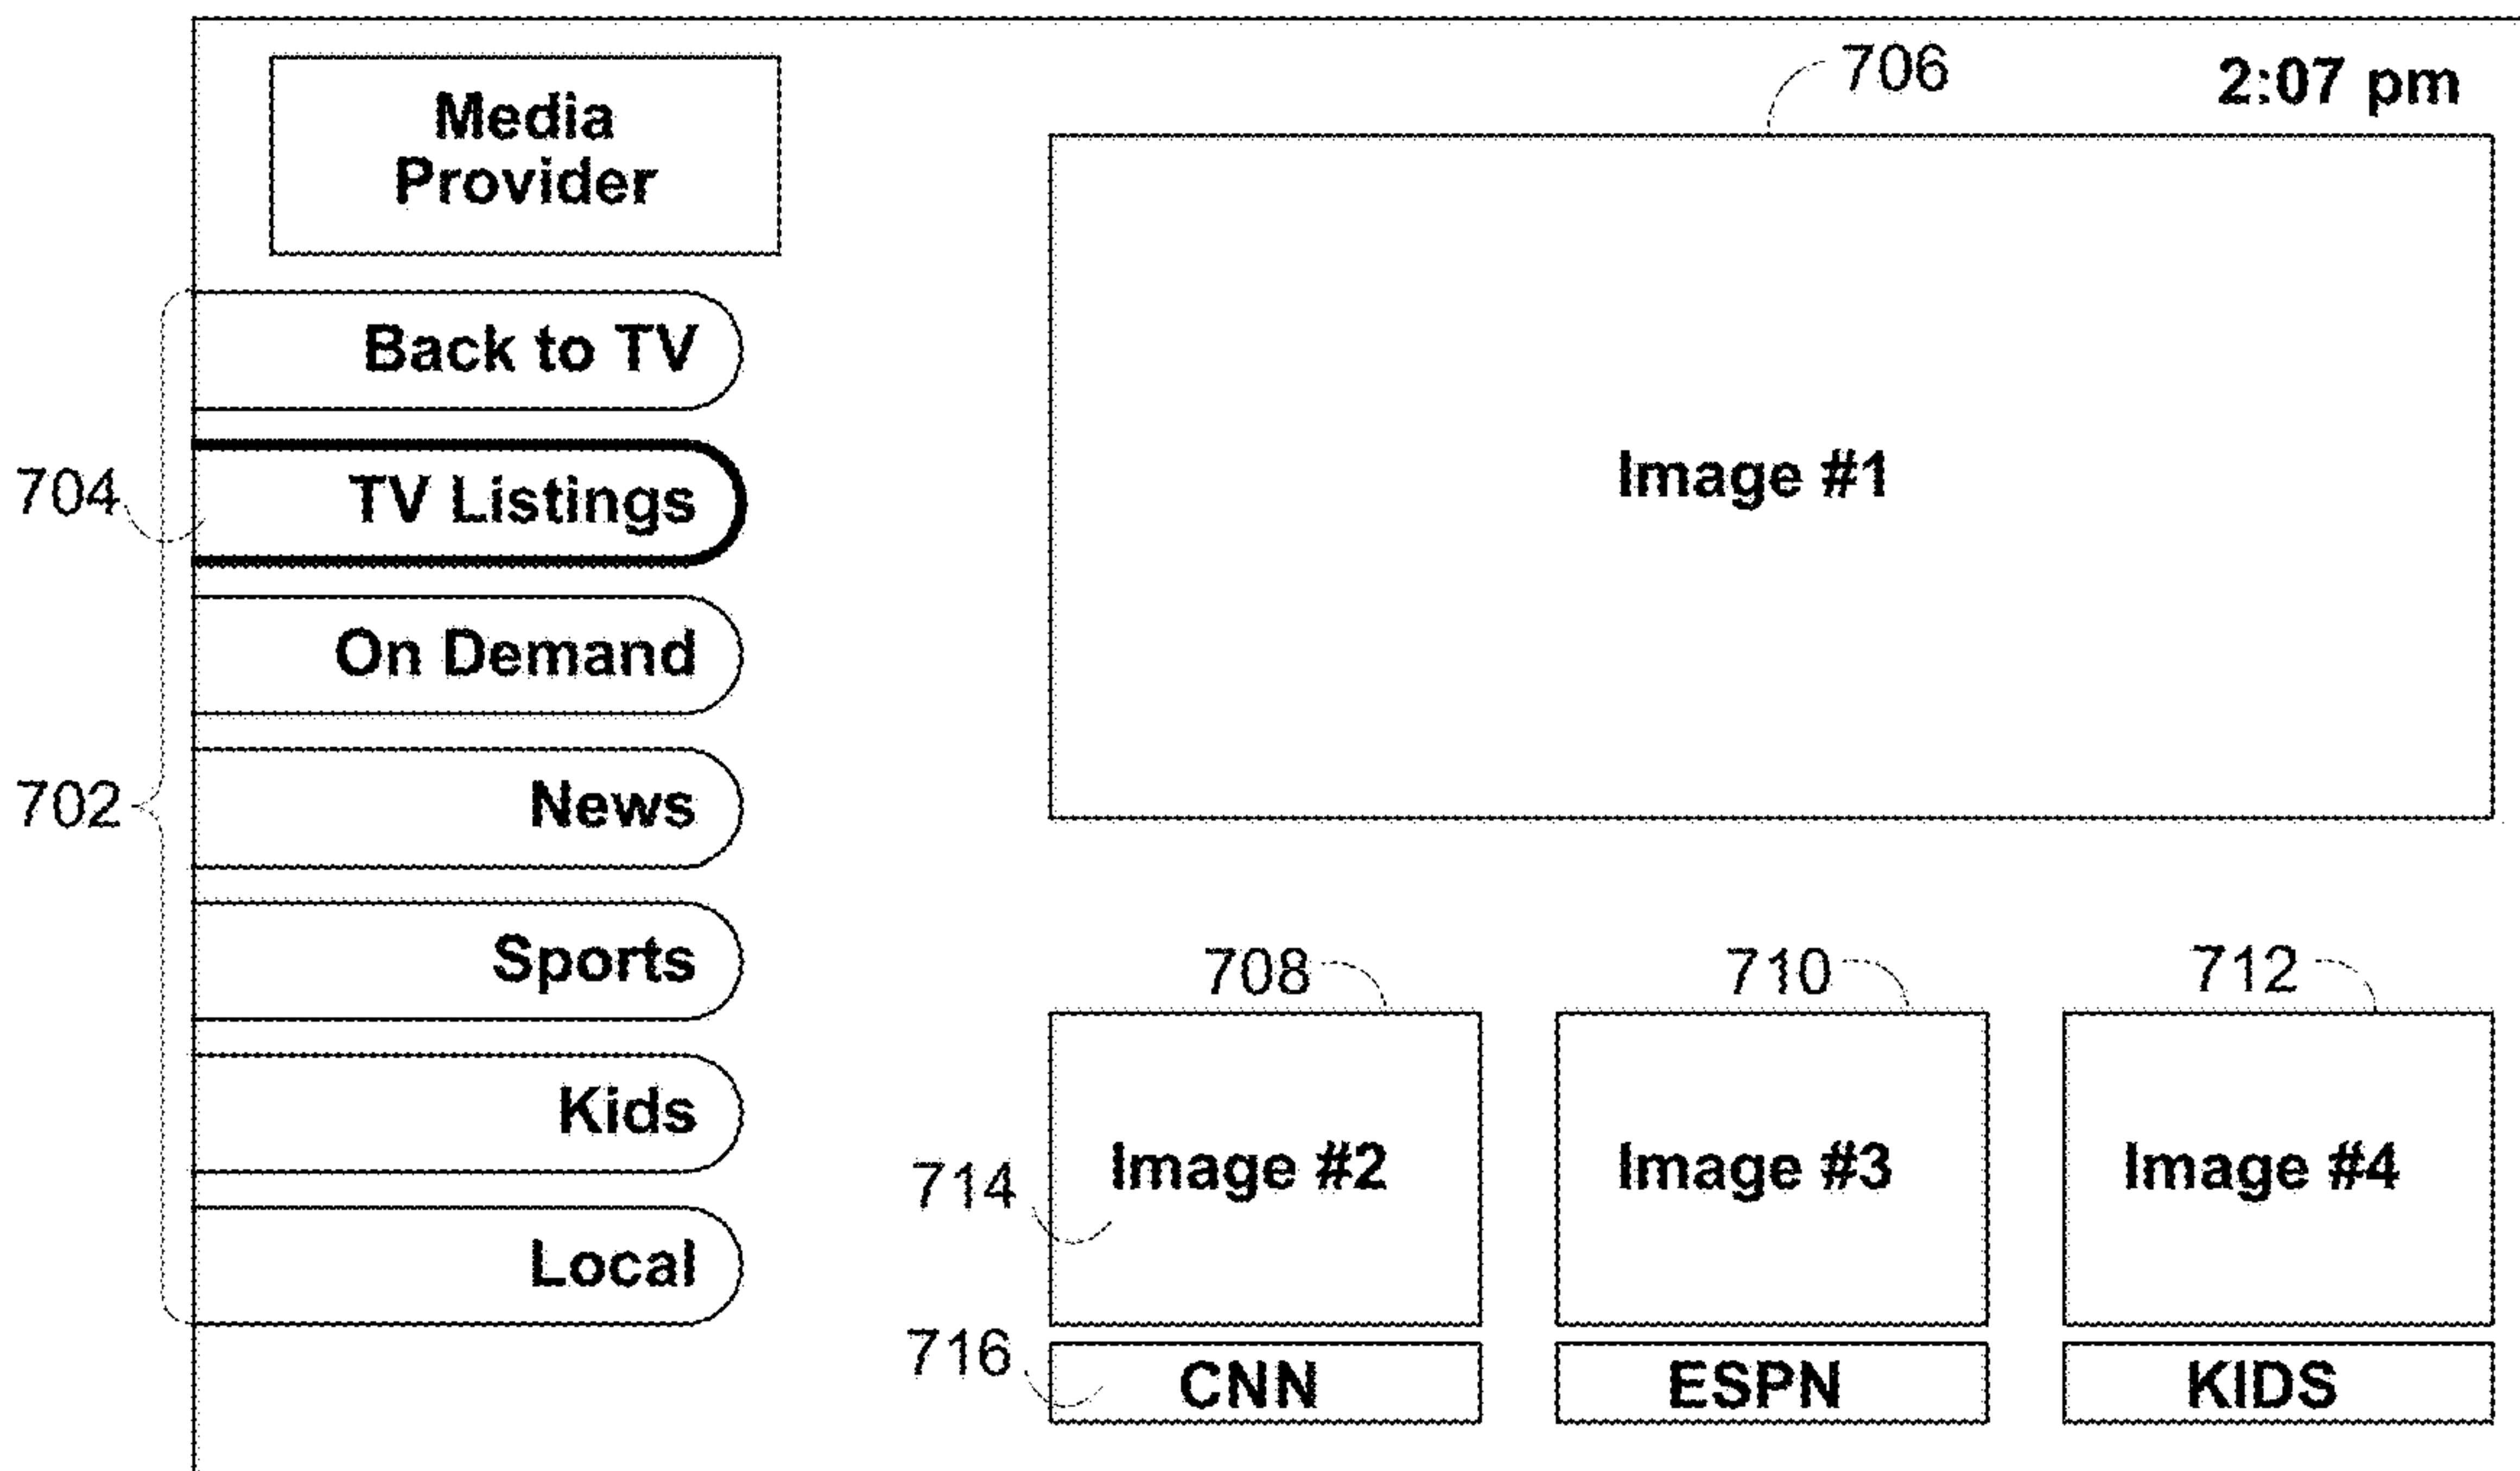 706
2:07 pm
Media
Provider
Back to TV
704
TV Listings
Image #1
On Demand
702
News
Sports
708
710
712
Kids
714
Image #2
Image #3
Image #4
Local
716
CNN
ESPN
KIDS